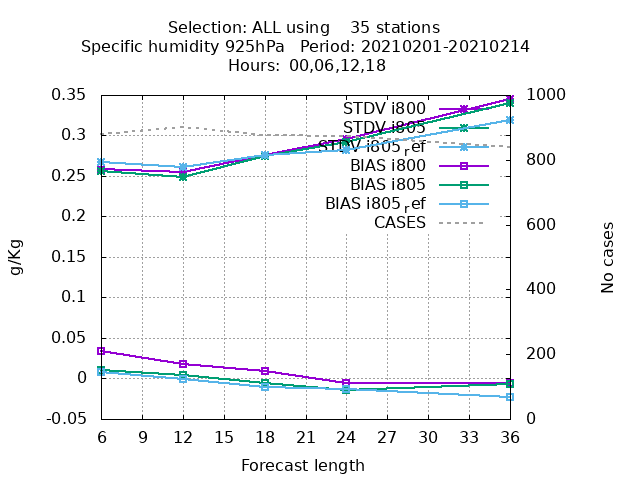 Selection: ALL using    35 stations
Specific humidity 925hPa   Period: 20210201-20210214
Hours: 00,06,12,18
0.35
0.3
0.25
0.2
0.15
0.1
0.05
0
-0.05
g/Kg
STDV i800
STDV i805
STDV i805_ref
BIAS i800
BIAS i805
BIAS i805_ref
CASES
1000
800
600
400
200
0
No cases
6 9 12 15 18 21 24 27 30 33 36
Forecast length